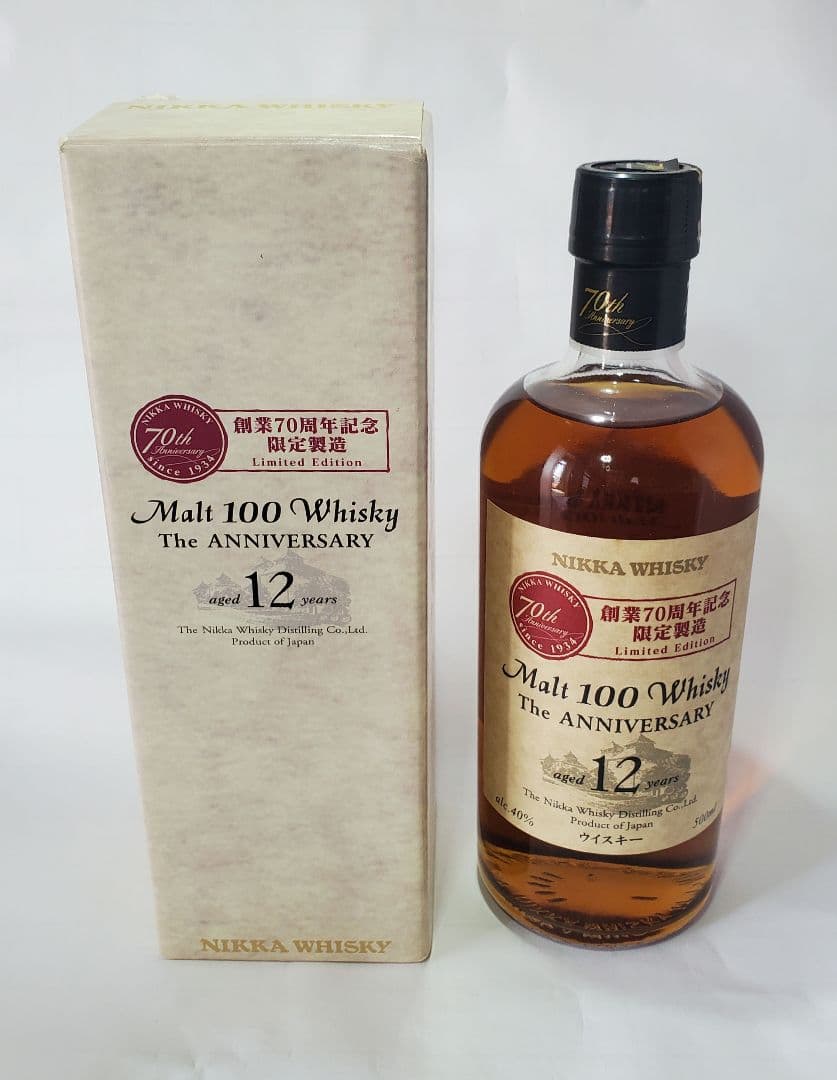 NIKKA WHISKY
NIKKA WHISKY
70th
Anniversary
since 1934
創業70周年記念
限定製造
Limited Edition
Malt 100 Whisky
The ANNIVERSARY
aged 12 years
The Nikka Whisky Distilling Co.,Ltd.
Product of Japan
NIKKA WHISKY
70th
Anniversary
NIKKA WHISKY
NIKKA WHISKY
70th
Anniversary
since 1934
創業70周年記念
限定製造
Limited Edition
Malt 100 Whisky
The ANNIVERSARY
aged 12 years
The Nikka Whisky Distilling Co.,Ltd.
alc.40% Product of Japan 500ml
ウイスキー